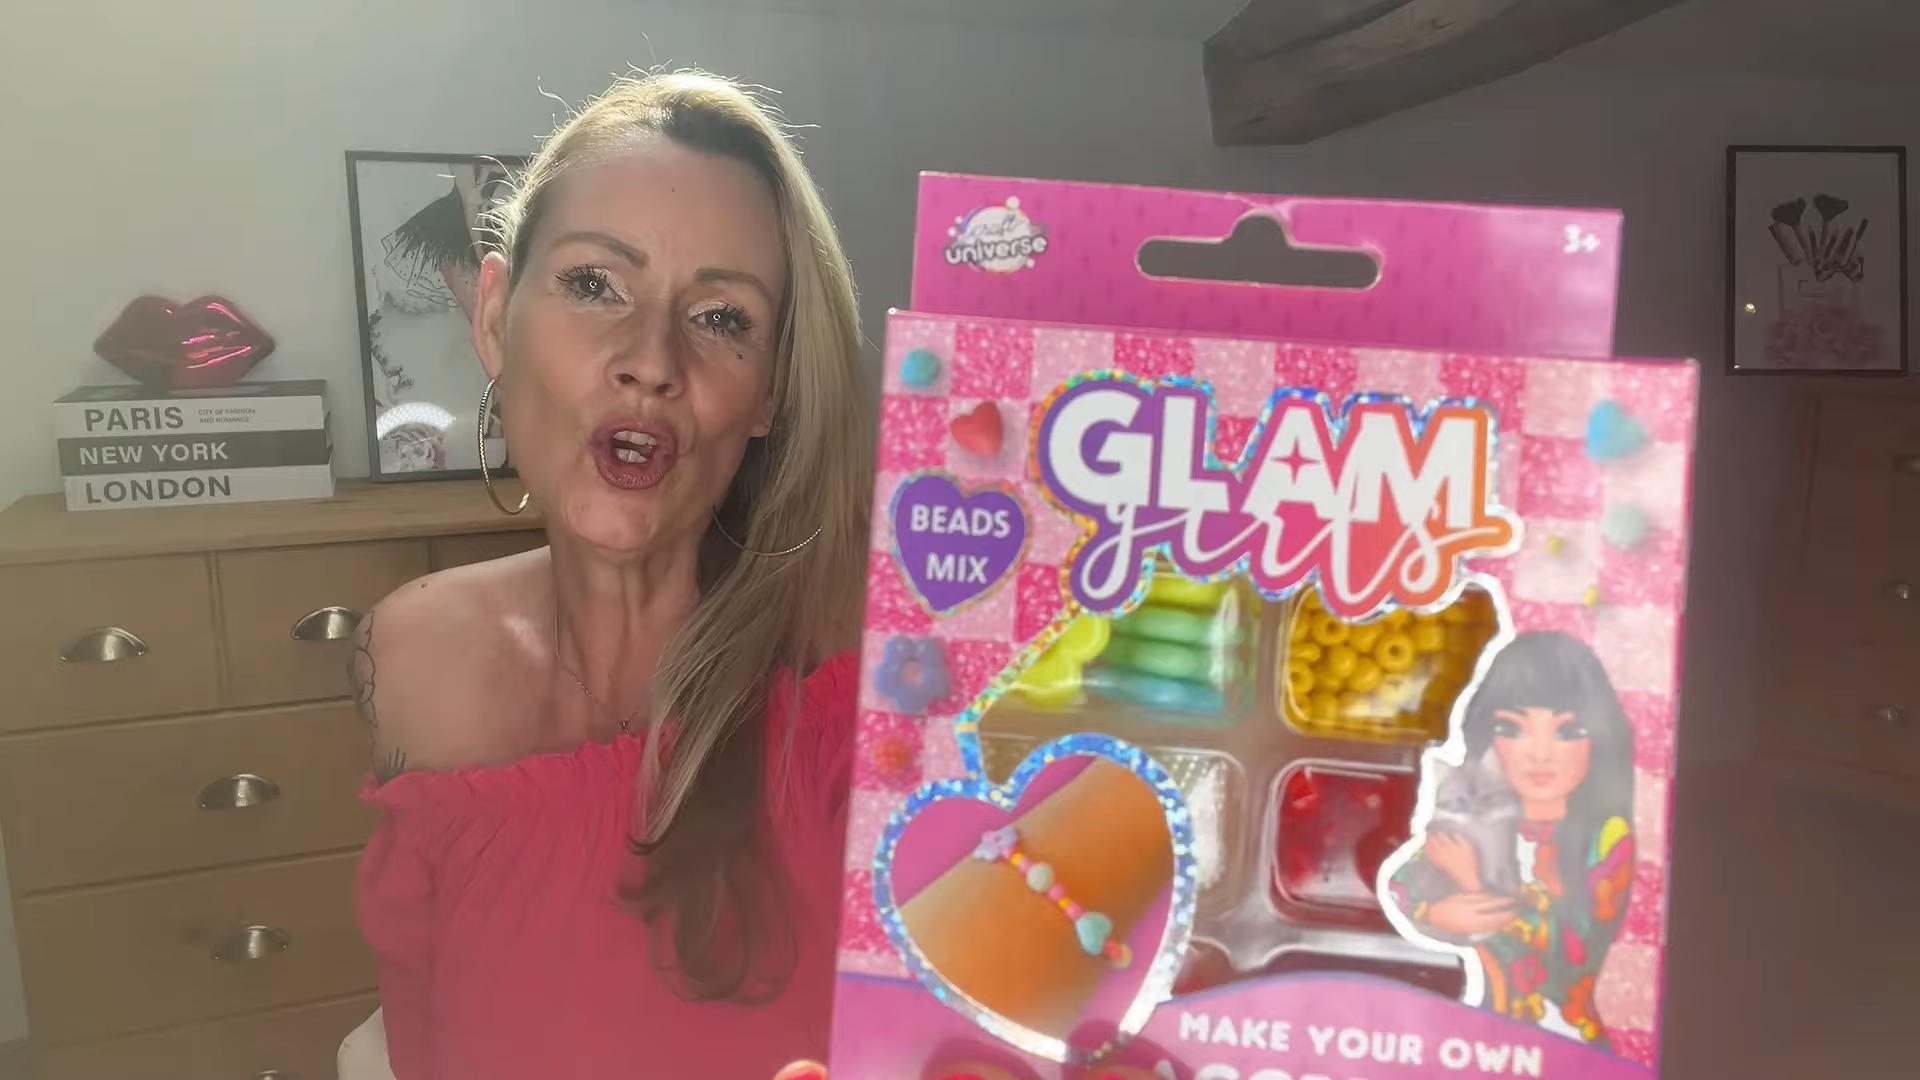 PARIS
CITY OF FASHION
AND ROMANCE
NEW YORK
LONDON
Craft
universe
3+
GLAM
girls
BEADS
MIX
MAKE YOUR OWN